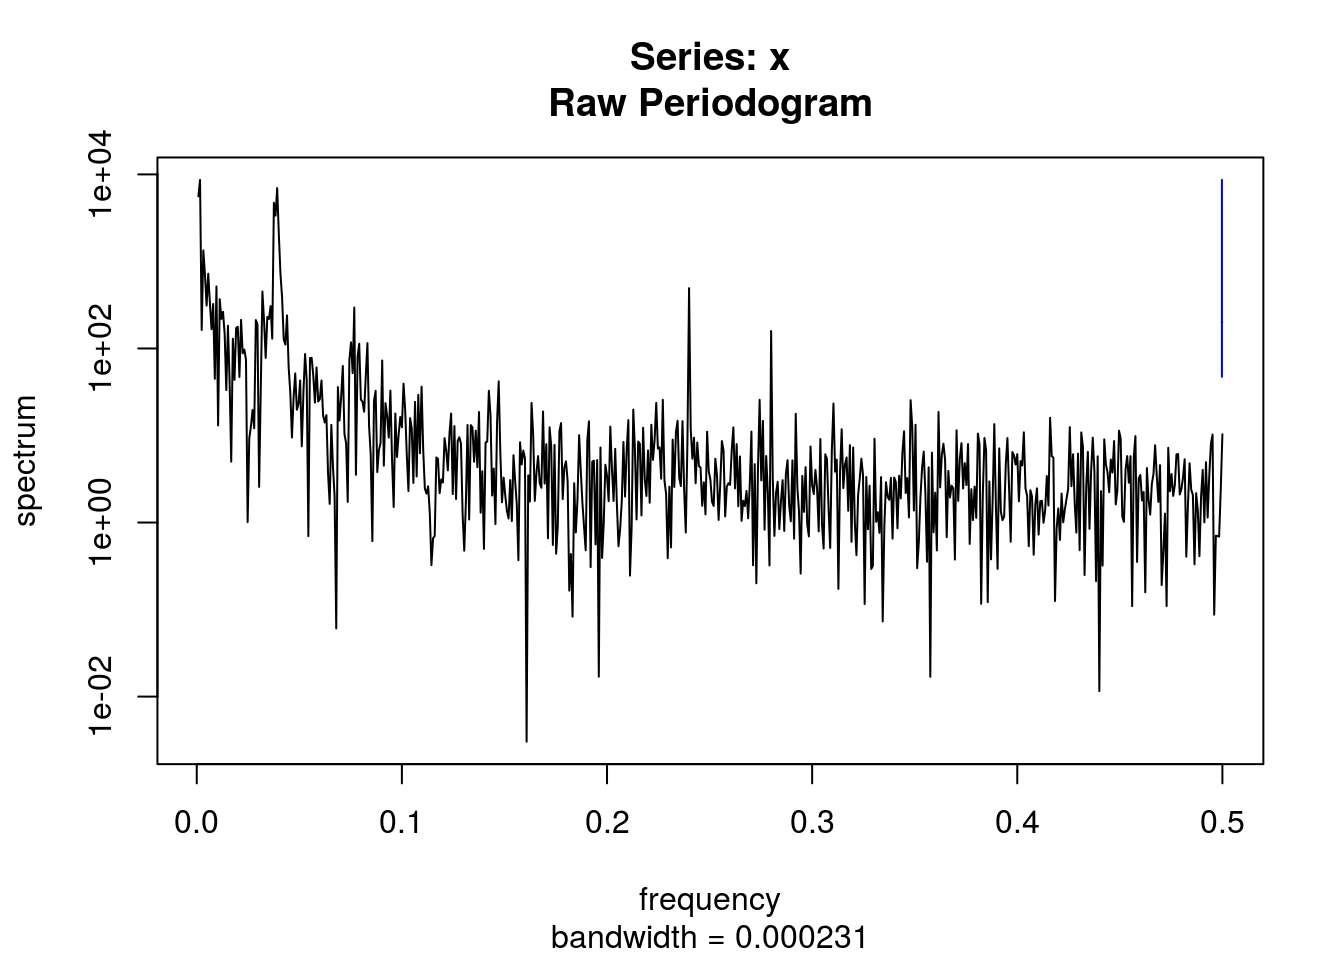 Series: x
Raw Periodogram
1e+04
1e+02
1e+00
1e-02
spectrum
0.0 0.1 0.2 0.3 0.4 0.5
frequency
bandwidth = 0.000231